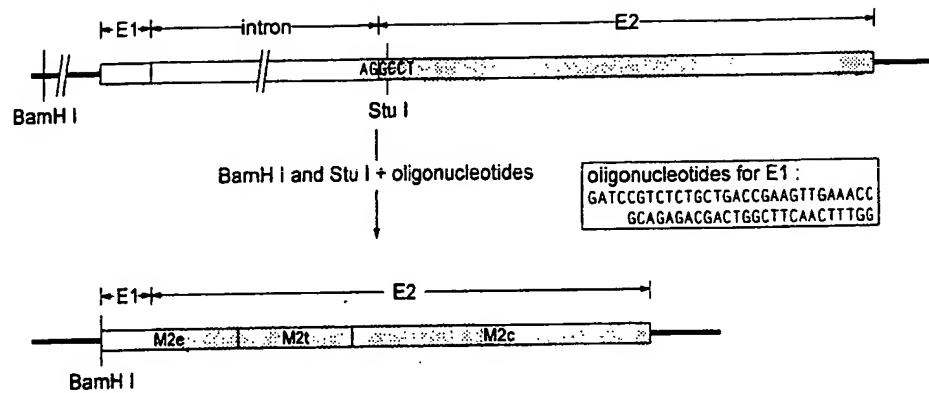 E1 intron E2
AGGCCT
BamH I Stu I
BamH I and Stu I + oligonucleotides
oligonucleotides for E1 :
GATCCGTCTCTGCTGACCGAAGTTGAAACC
GCAGAGACGACTGGCTTCAACTTTGG
E1 E2
M2e M2t M2c
BamH I